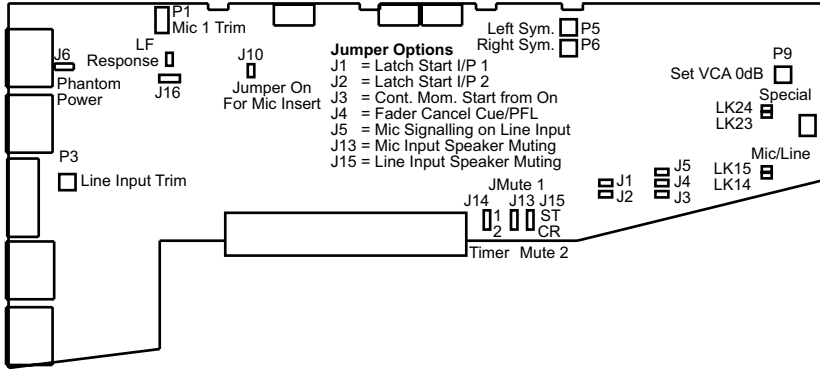 P1
Mic 1 Trim
J6
Phantom
Power
LF
Response
J16
J10
Jumper On
For Mic Insert
Left Sym. P5
Right Sym. P6
Jumper Options
J1 = Latch Start I/P 1
J2 = Latch Start I/P 2
J3 = Cont. Mom. Start from On
J4 = Fader Cancel Cue/PFL
J5 = Mic Signalling on Line Input
J13 = Mic Input Speaker Muting
J15 = Line Input Speaker Muting
P9
Set VCA 0dB
Special
LK24
LK23
Mic/Line
LK15
LK14
P3
Line Input Trim
J5
J1 J4
J2 J3
JMute 1
J14 J13 J15
1 ST
2 CR
Timer Mute 2